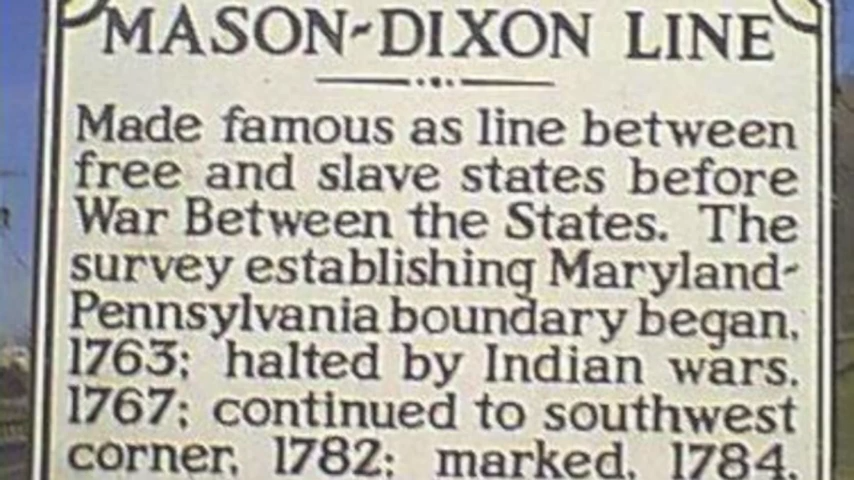 MASON-DIXON LINE
Made famous as line between
free and slave states before
War Between the States. The
survey establishing Maryland-
Pennsylvania boundary began,
1763; halted by Indian wars,
1767; continued to southwest
corner, 1782; marked, 1784.